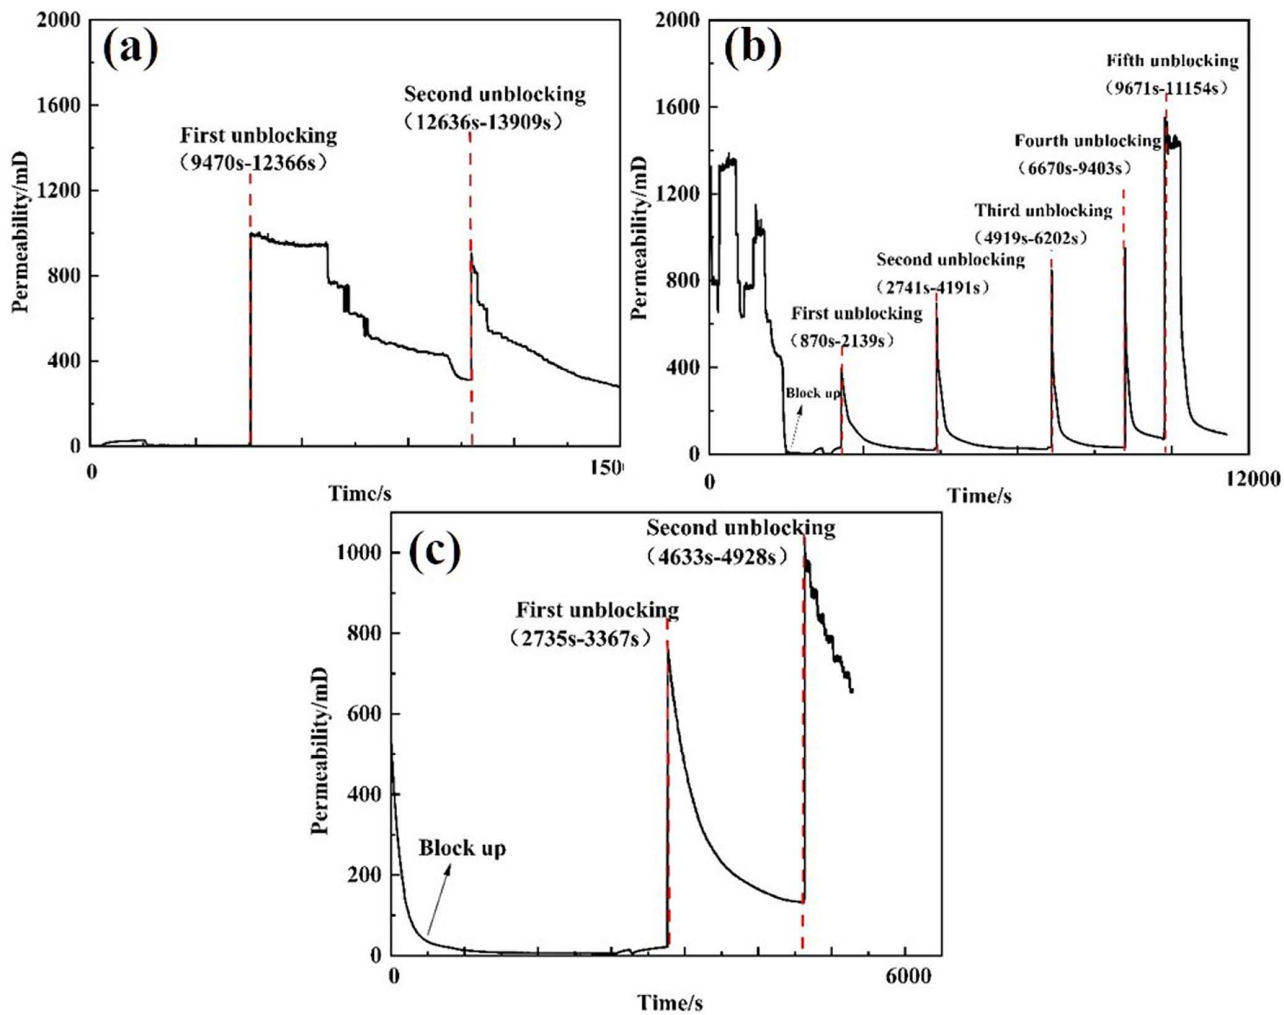 (a)
Permeability/mD
2000
1600
1200
800
400
0
First unblocking
(9470s-12366s)
Second unblocking
(12636s-13909s)
0
Timc/s
(b)
Permeability/mD
2000
1600
1200
800
400
0
Block up
First unblocking
(870s-2139s)
Second unblocking
(2741s-4191s)
Third unblocking
(4919s-6202s)
Fourth unblocking
(6670s-9403s)
Fifth unblocking
(9671s-11154s)
0
12000
Time/s
(c)
Permeability/mD
1000
800
600
400
200
0
Block up
First unblocking
(2735s-3367s)
Second unblocking
(4633s-4928s)
0
6000
Time/s